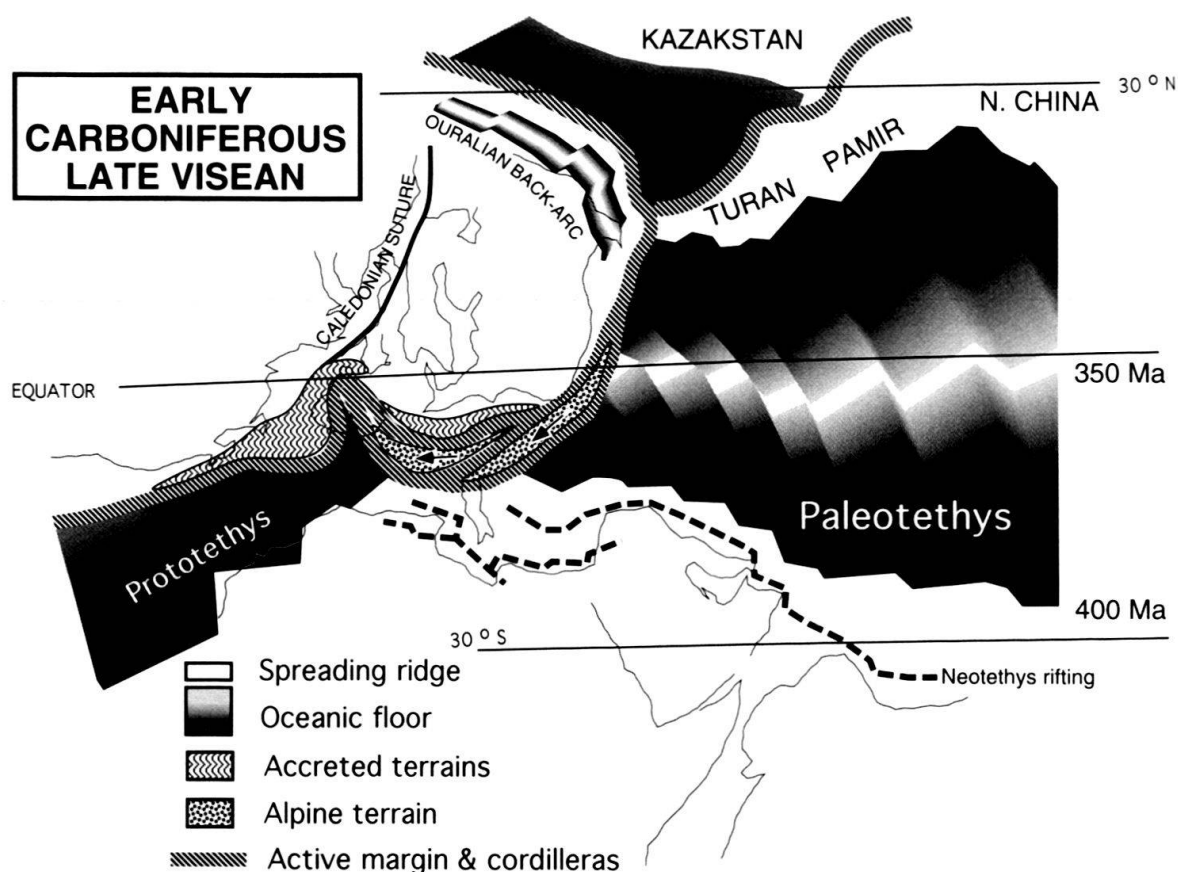 EARLY
CARBONIFEROUS
LATE VISEAN
KAZAKSTAN
30 ° N
N. CHINA
OURALIAN BACK-ARC
TURAN PAMIR
CALEDONIAN SUTURE
EQUATOR
350 Ma
Paleotethys
Prototethys
400 Ma
30 ° S
Neotethys rifting
Spreading ridge
Oceanic floor
Accreted terrains
Alpine terrain
Active margin & cordilleras